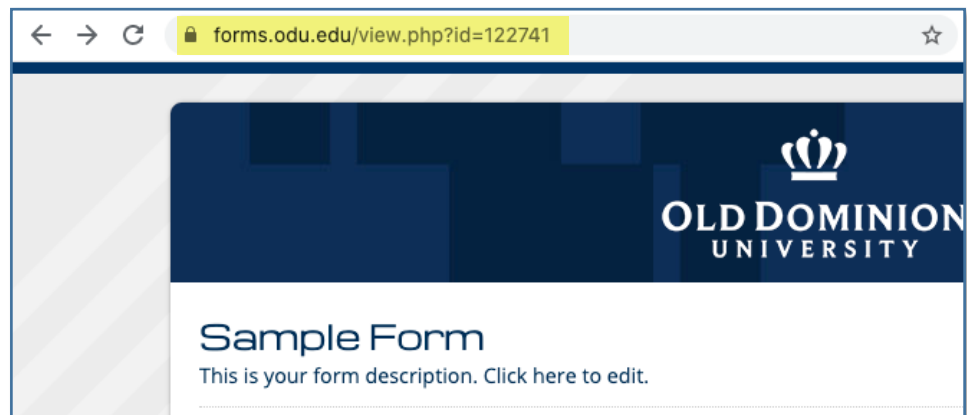 forms.odu.edu/view.php?id=122741
OLD DOMINION
UNIVERSITY
Sample Form
This is your form description. Click here to edit.